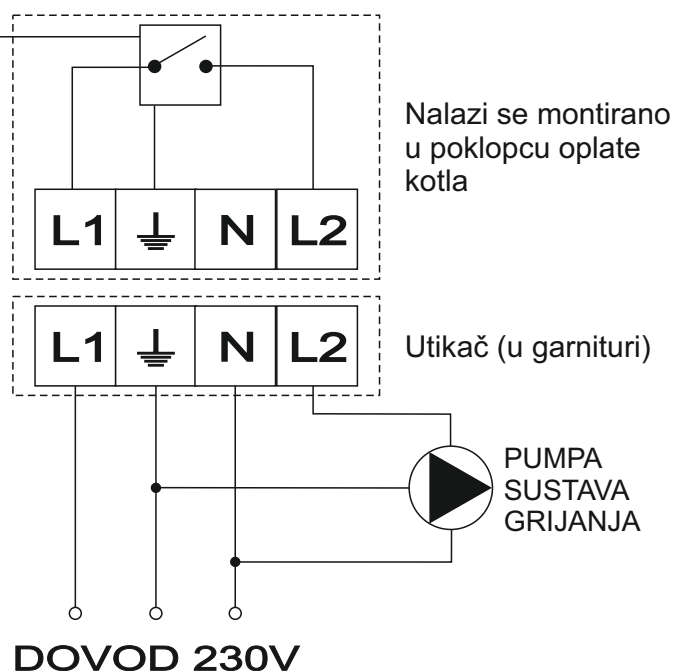 Nalazi se montirano
u poklopcu oplate
kotla
L1 N L2
L1 N L2
Utikač (u garnituri)
PUMPA
SUSTAVA
GRIJANJA
DOVOD 230V